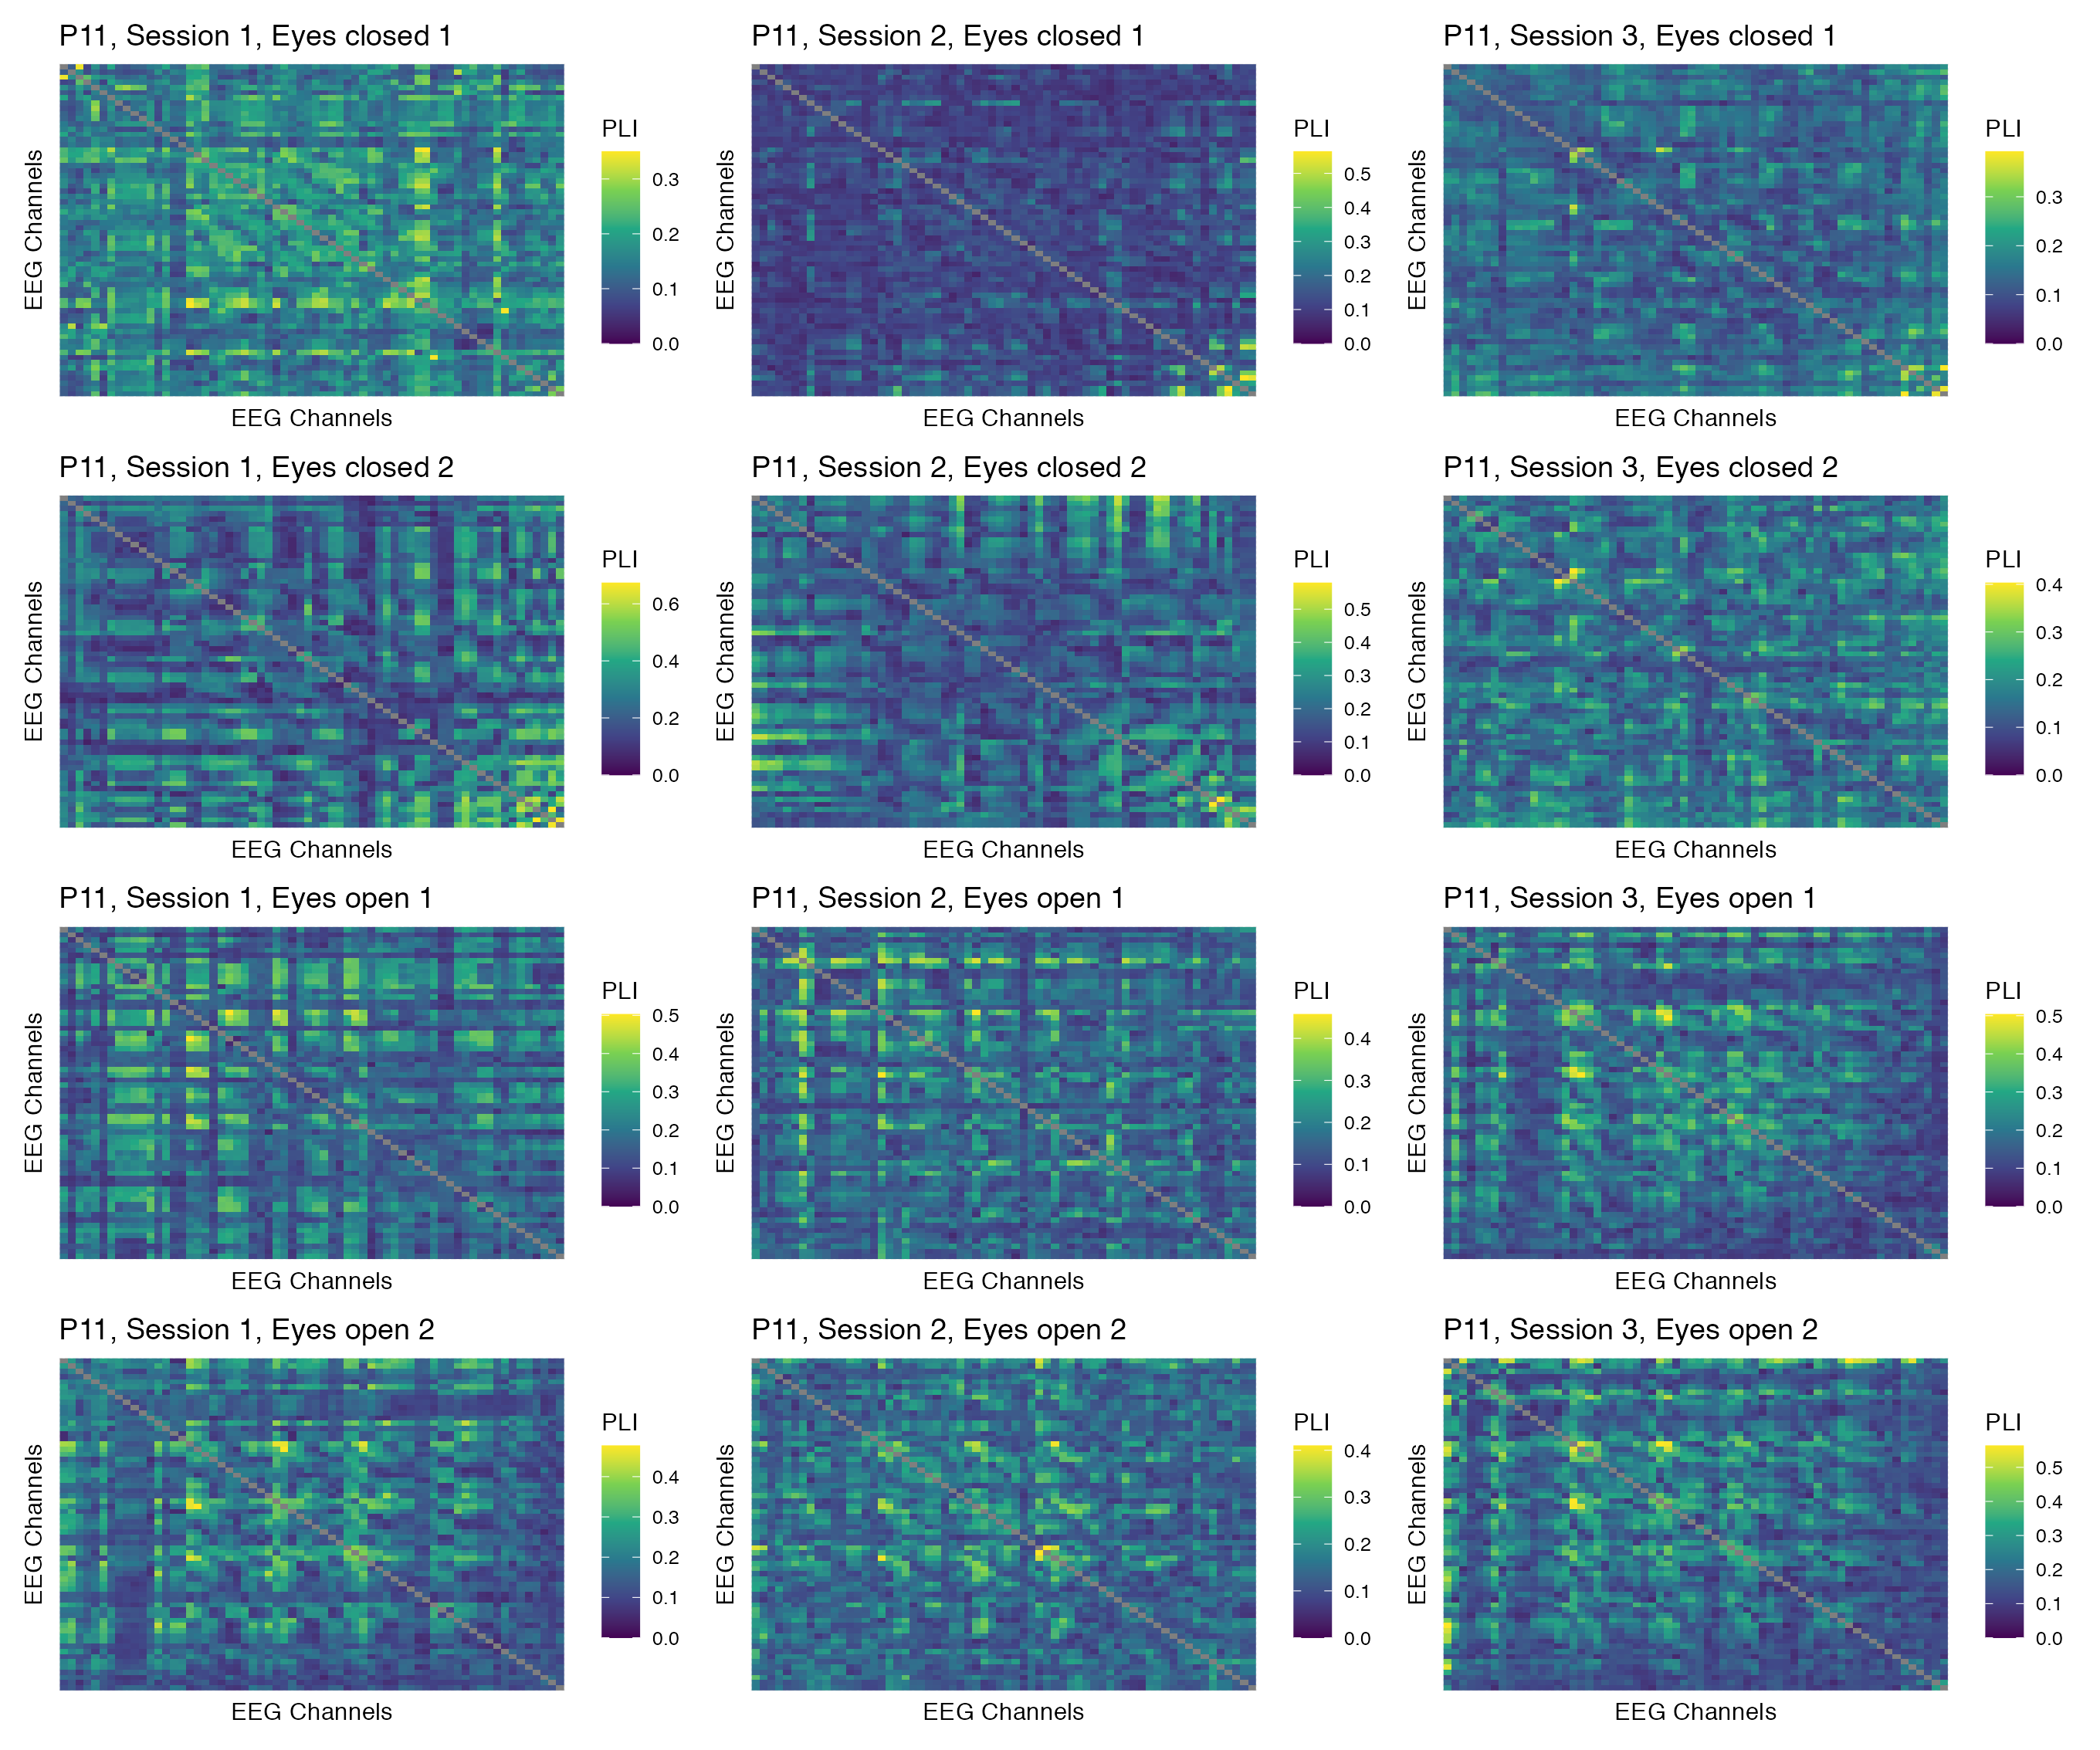 P11, Session 1, Eyes closed 1
EEG Channels
EEG Channels
PLI
0.3
0.2
0.1
0.0
P11, Session 2, Eyes closed 1
EEG Channels
EEG Channels
PLI
0.5
0.4
0.3
0.2
0.1
0.0
P11, Session 3, Eyes closed 1
EEG Channels
EEG Channels
PLI
0.3
0.2
0.1
0.0
P11, Session 1, Eyes closed 2
EEG Channels
EEG Channels
PLI
0.6
0.4
0.2
0.0
P11, Session 2, Eyes closed 2
EEG Channels
EEG Channels
PLI
0.5
0.4
0.3
0.2
0.1
0.0
P11, Session 3, Eyes closed 2
EEG Channels
EEG Channels
PLI
0.4
0.3
0.2
0.1
0.0
P11, Session 1, Eyes open 1
EEG Channels
EEG Channels
PLI
0.5
0.4
0.3
0.2
0.1
0.0
P11, Session 2, Eyes open 1
EEG Channels
EEG Channels
PLI
0.4
0.3
0.2
0.1
0.0
P11, Session 3, Eyes open 1
EEG Channels
EEG Channels
PLI
0.5
0.4
0.3
0.2
0.1
0.0
P11, Session 1, Eyes open 2
EEG Channels
EEG Channels
PLI
0.4
0.3
0.2
0.1
0.0
P11, Session 2, Eyes open 2
EEG Channels
EEG Channels
PLI
0.4
0.3
0.2
0.1
0.0
P11, Session 3, Eyes open 2
EEG Channels
EEG Channels
PLI
0.5
0.4
0.3
0.2
0.1
0.0